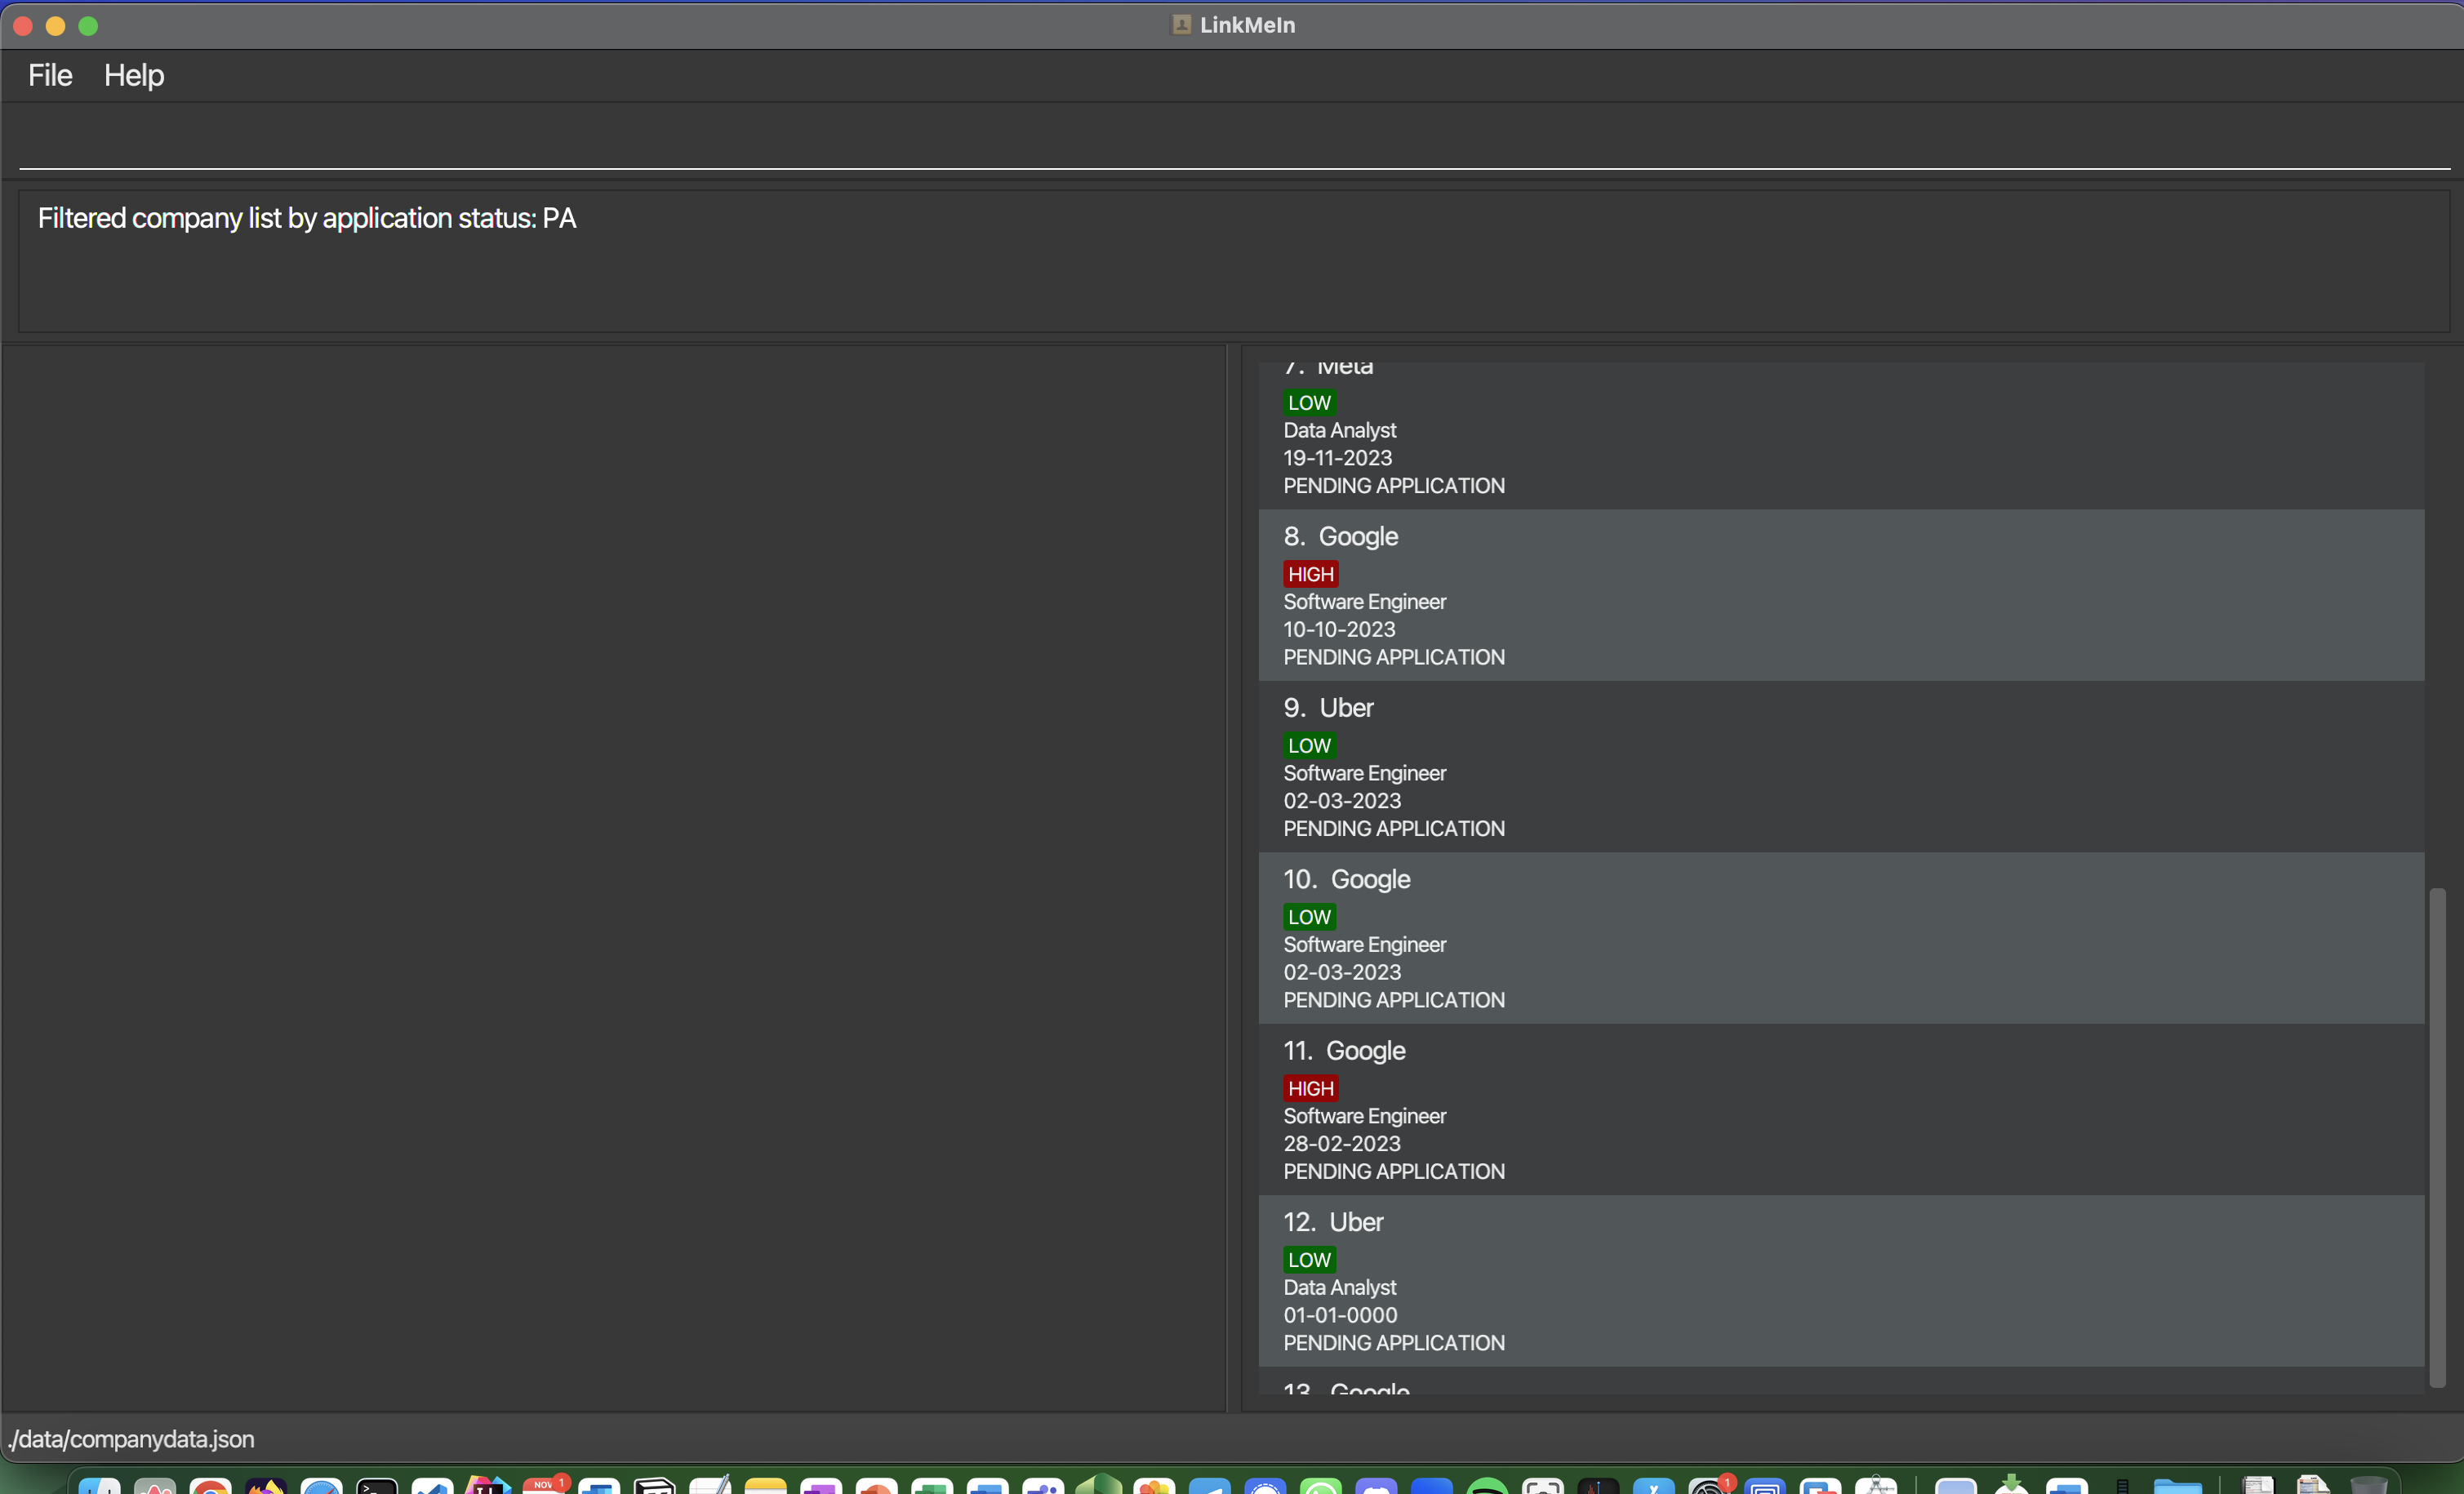 LinkMeIn
File Help
Filtered company list by application status: PA
7. Meta
LOW
Data Analyst
19-11-2023
PENDING APPLICATION
8. Google
HIGH
Software Engineer
10-10-2023
PENDING APPLICATION
9. Uber
LOW
Software Engineer
02-03-2023
PENDING APPLICATION
10. Google
LOW
Software Engineer
02-03-2023
PENDING APPLICATION
11. Google
HIGH
Software Engineer
28-02-2023
PENDING APPLICATION
12. Uber
LOW
Data Analyst
01-01-0000
PENDING APPLICATION
13. Google
./data/companydata.json
NOV 1
1